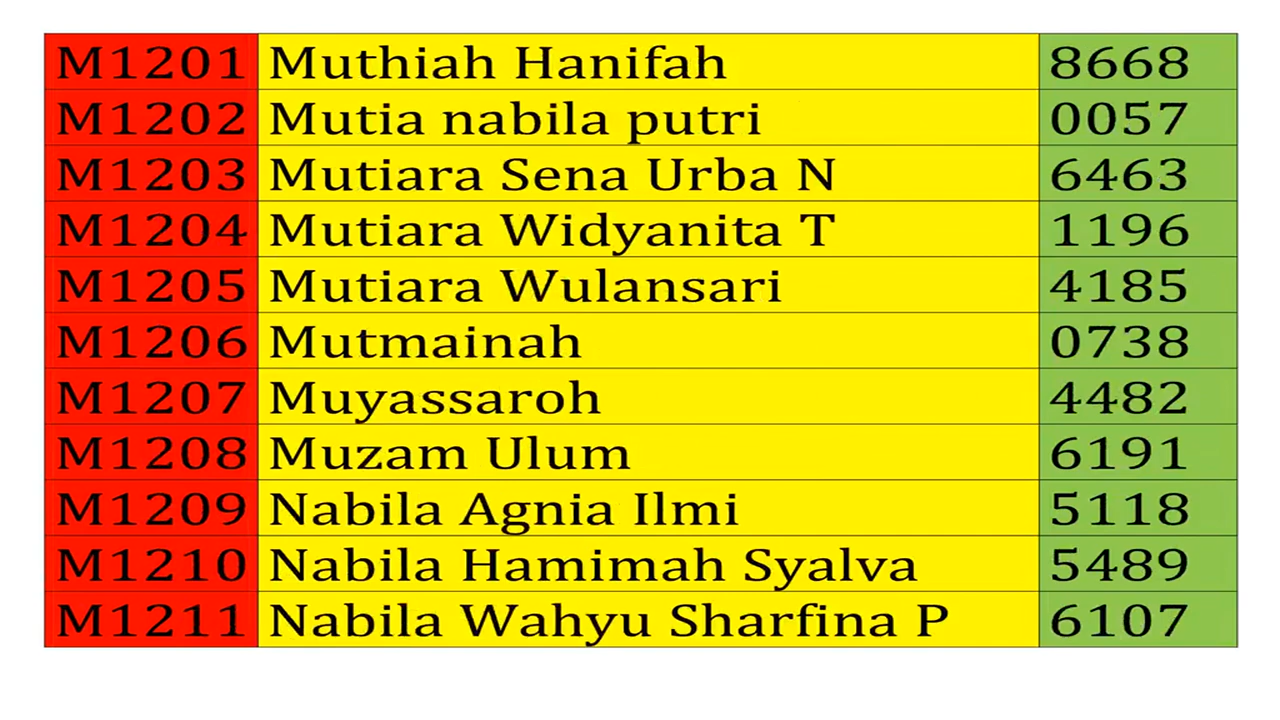 M1201 Muthiah Hanifah 8668
M1202 Mutia nabila putri 0057
M1203 Mutiara Sena Urba N 6463
M1204 Mutiara Widyanita T 1196
M1205 Mutiara Wulansari 4185
M1206 Mutmainah 0738
M1207 Muyassaroh 4482
M1208 Muzam Ulum 6191
M1209 Nabila Agnia Ilmi 5118
M1210 Nabila Hamimah Syalva 5489
M1211 Nabila Wahyu Sharfina P 6107